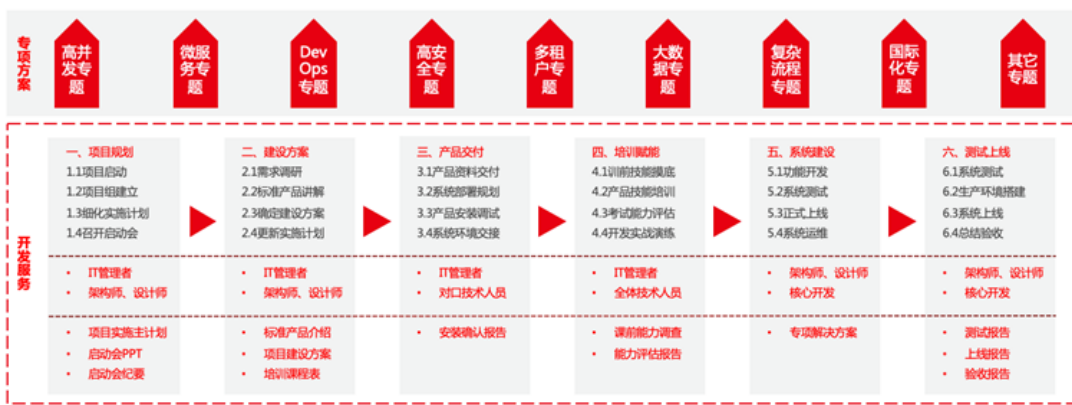 专项方案
高并
发专
题
微服
务专
题
Dev
Ops
专题
高安
全专
题
多租
户专
题
大数
据专
题
复杂
流程
专题
国际
化专
题
其它
专题
开发服务
一、项目规划
1.1项目启动
1.2项目组建立
1.3细化实施计划
1.4召开启动会
IT管理者
架构师、设计师
项目实施主计划
启动会PPT
启动会纪要
二、建设方案
2.1需求调研
2.2标准产品讲解
2.3确定建设方案
2.4更新实施计划
IT管理者
架构师、设计师
标准产品介绍
项目建设方案
培训课程表
三、产品交付
3.1产品资料交付
3.2系统部署规划
3.3产品安装调试
3.4系统环境交接
IT管理者
对口技术人员
安装确认报告
四、培训赋能
4.1训前技能摸底
4.2产品技能培训
4.3考试能力评估
4.4开发实战演练
IT管理者
全体技术人员
课前能力调查
能力评估报告
五、系统建设
5.1功能开发
5.2系统测试
5.3正式上线
5.4系统运维
架构师、设计师
核心开发
专项解决方案
六、测试上线
6.1系统测试
6.2生产环境搭建
6.3系统上线
6.4总结验收
架构师、设计师
核心开发
测试报告
上线报告
验收报告